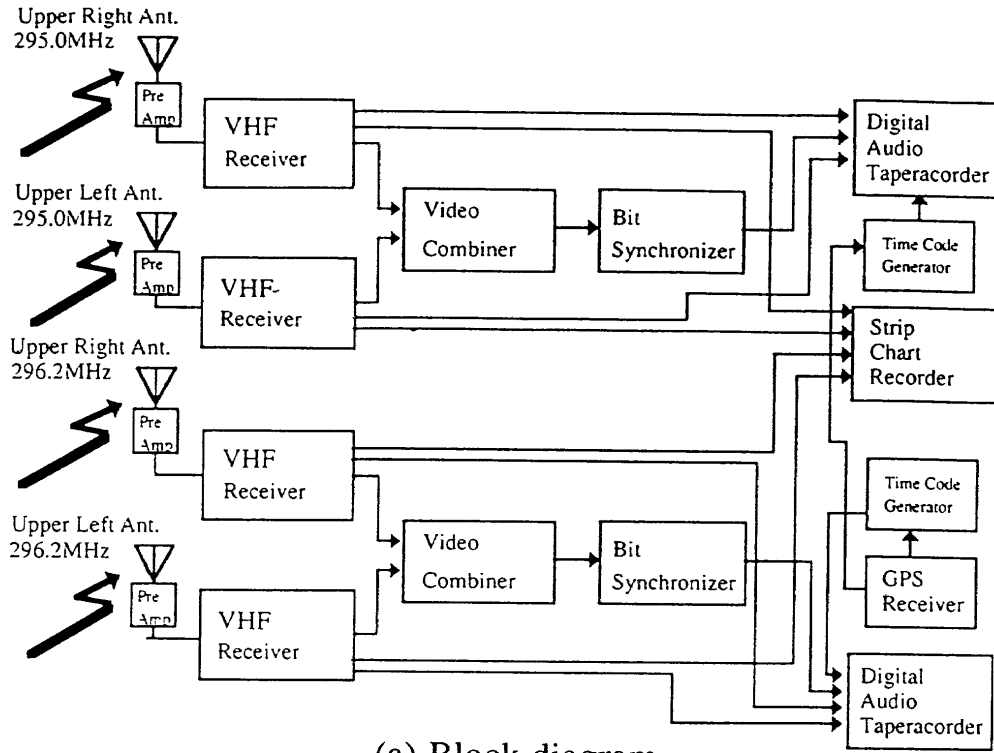 Upper Right Ant.
295.0MHz
Pre
Amp
VHF
Receiver
Digital
Audio
Taperacorder
Upper Left Ant.
295.0MHz
Pre
Amp
VHF-
Receiver
Video
Combiner
Bit
Synchronizer
Time Code
Generator
Strip
Chart
Recorder
Upper Right Ant.
296.2MHz
Pre
Amp
VHF
Receiver
Time Code
Generator
Upper Left Ant.
296.2MHz
Pre
Amp
VHF
Receiver
Video
Combiner
Bit
Synchronizer
GPS
Receiver
Digital
Audio
Taperacorder
(a) Block diagram